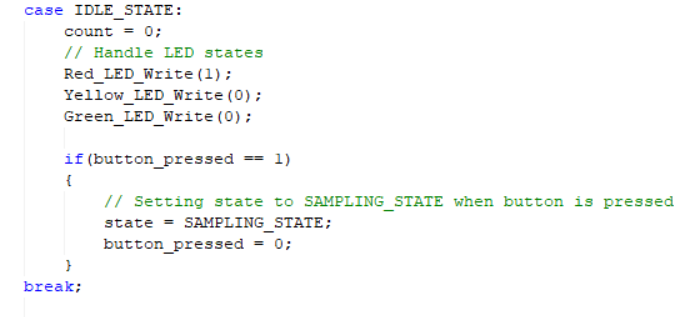 case IDLE_STATE:
    count = 0;
    // Handle LED states
    Red_LED_Write(1);
    Yellow_LED_Write(0);
    Green_LED_Write(0);

    if(button_pressed == 1)
    {
        // Setting state to SAMPLING_STATE when button is pressed
        state = SAMPLING_STATE;
        button_pressed = 0;
    }
break;